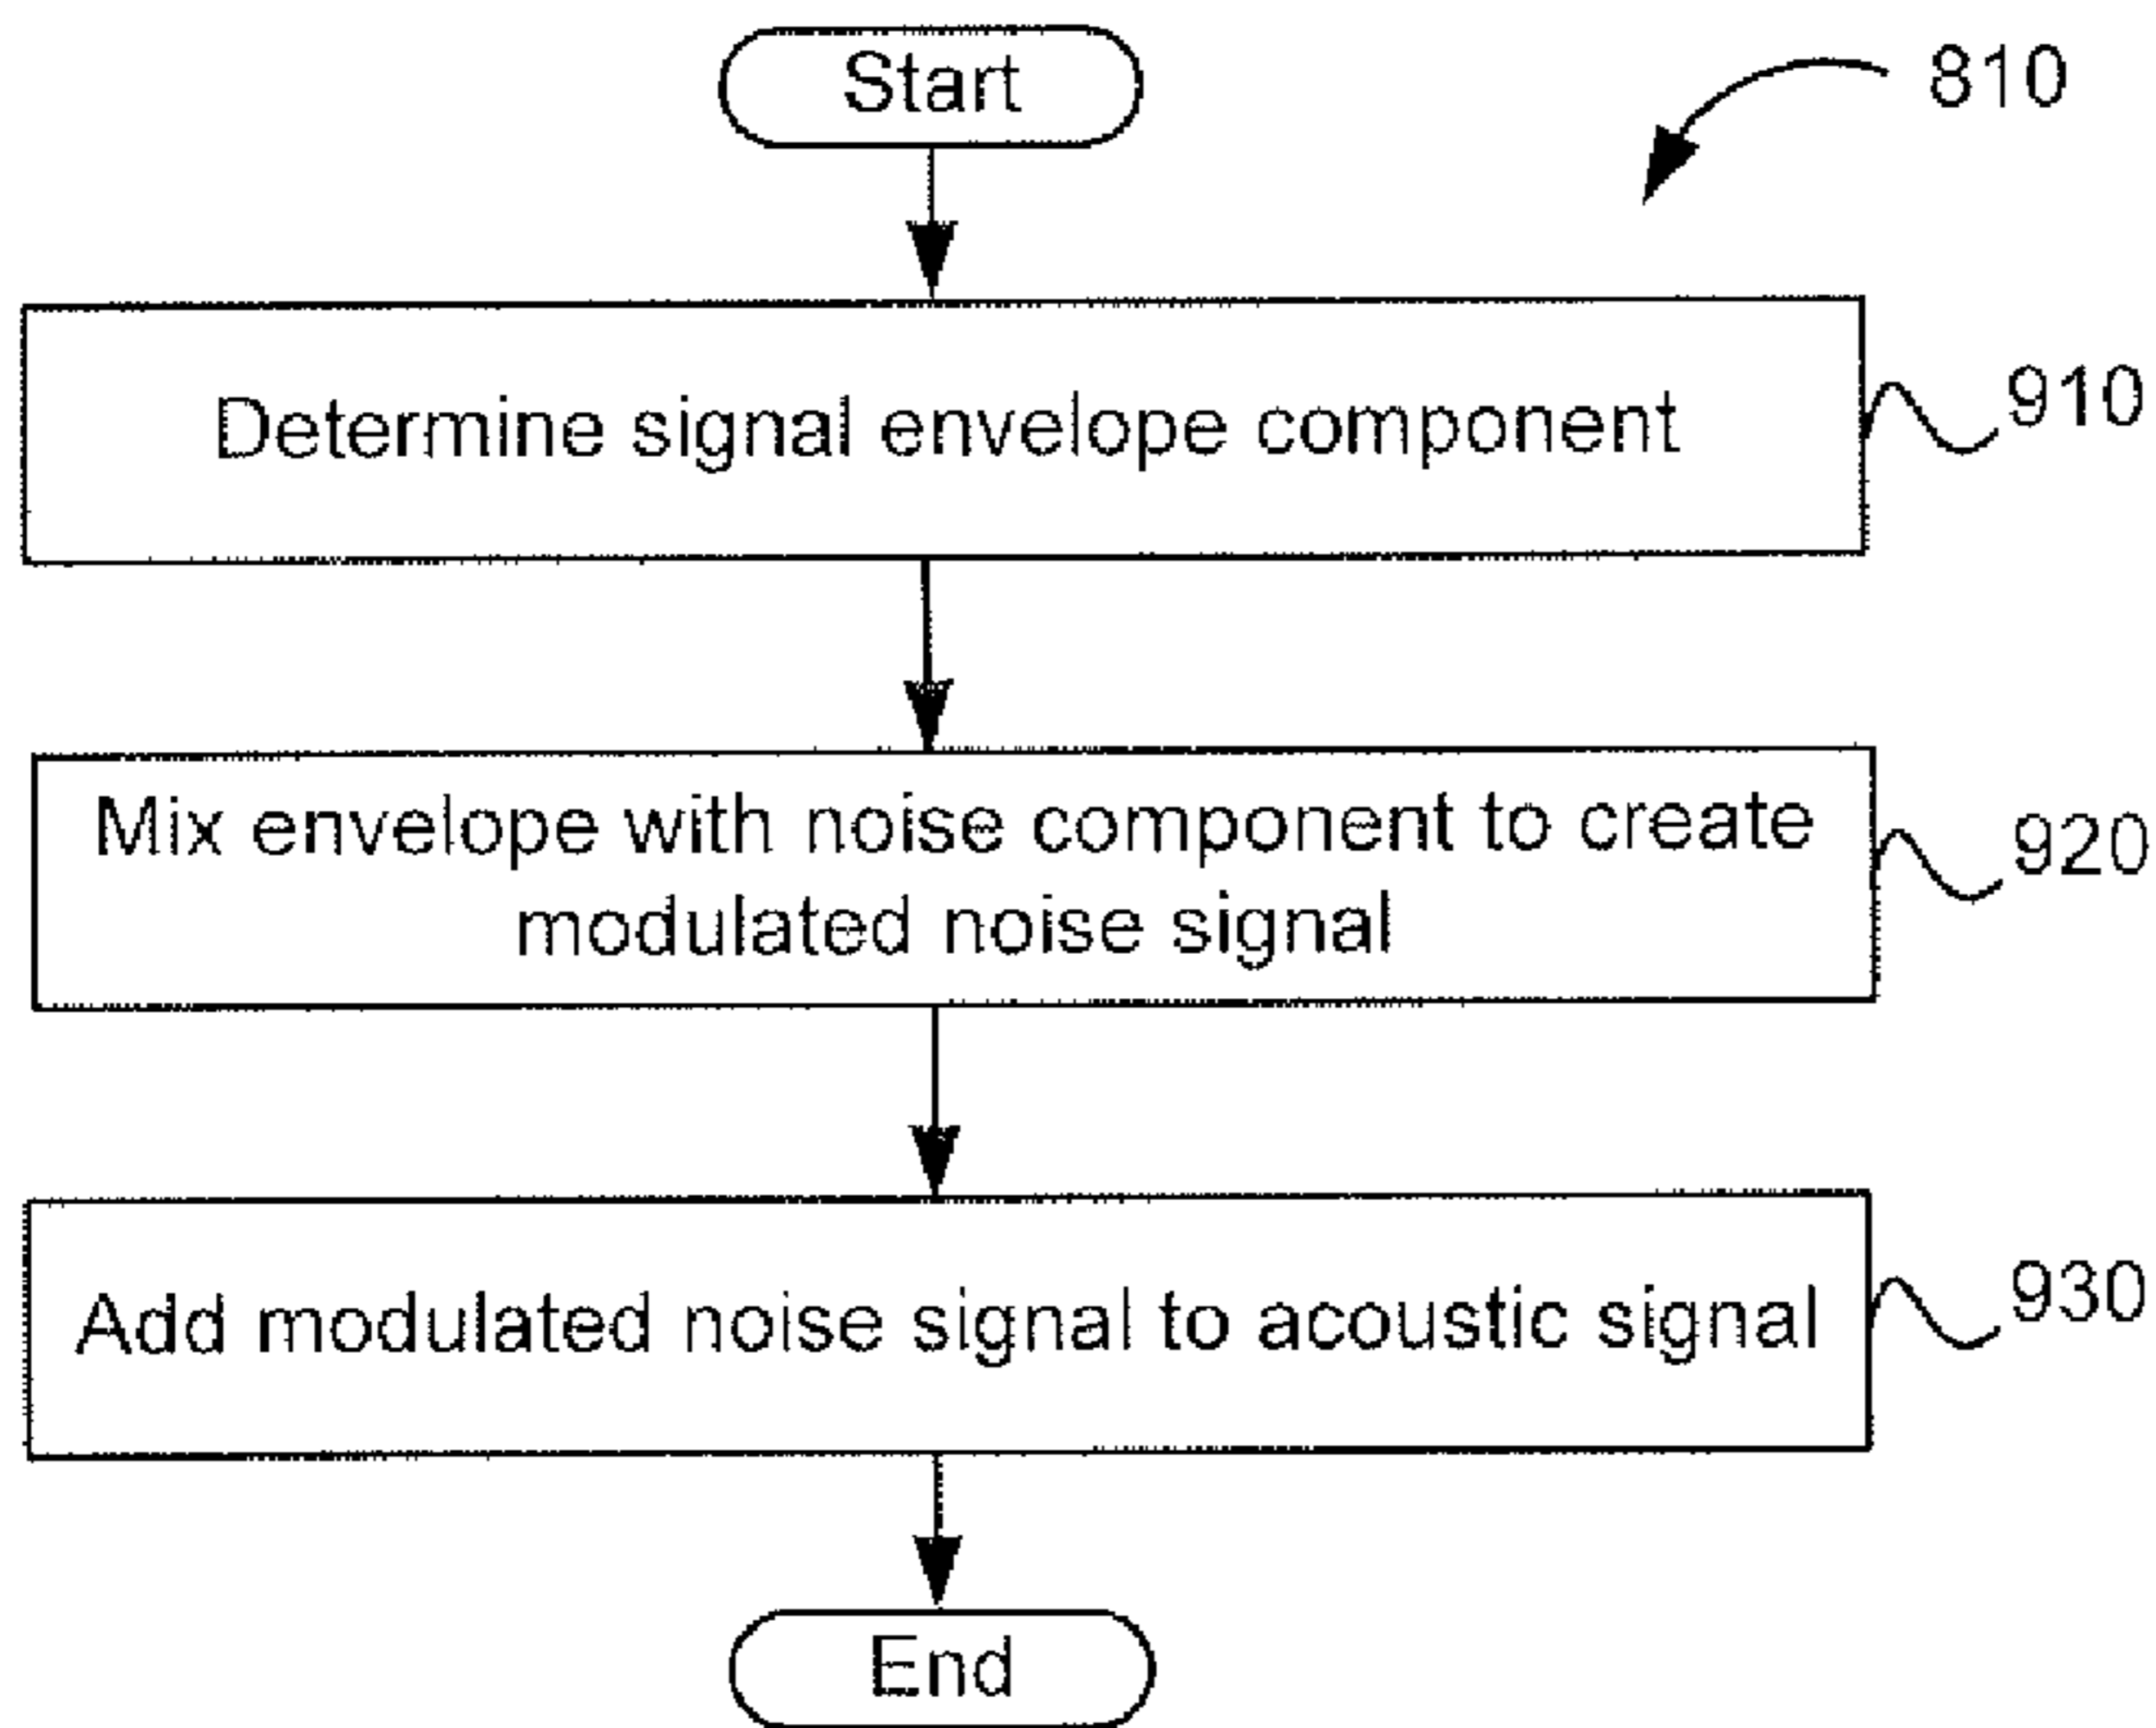 Start
810
Determine signal envelope component
910
Mix envelope with noise component to create
modulated noise signal
920
Add modulated noise signal to acoustic signal
930
End